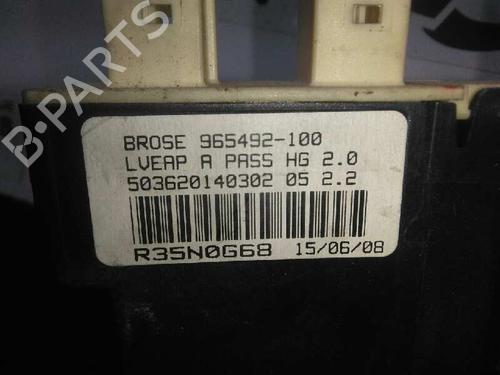 BROSE 965492-100
LVEAP A PASS HG 2.0
503620140302 05 2.2
R35N0G68 15/06/08
B-PARTS